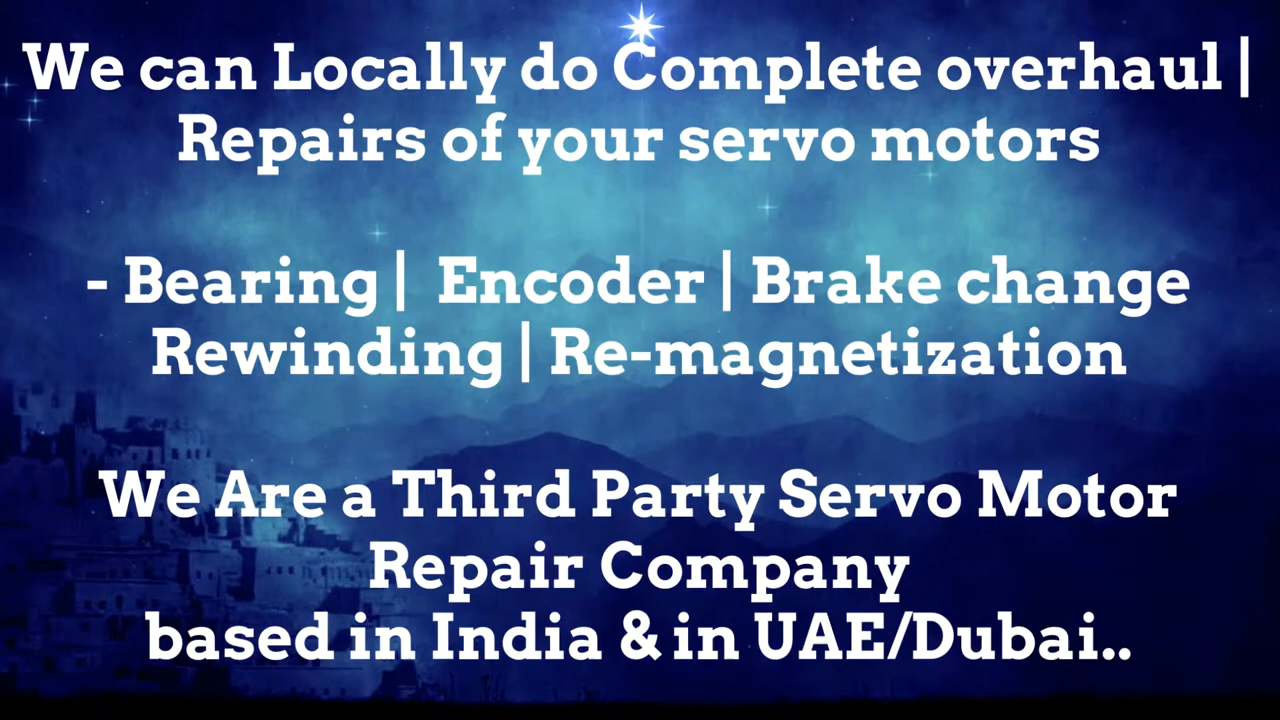 We can Locally do Complete overhaul |
Repairs of your servo motors
- Bearing | Encoder | Brake change
Rewinding | Re-magnetization
We Are a Third Party Servo Motor
Repair Company
based in India & in UAE/Dubai..